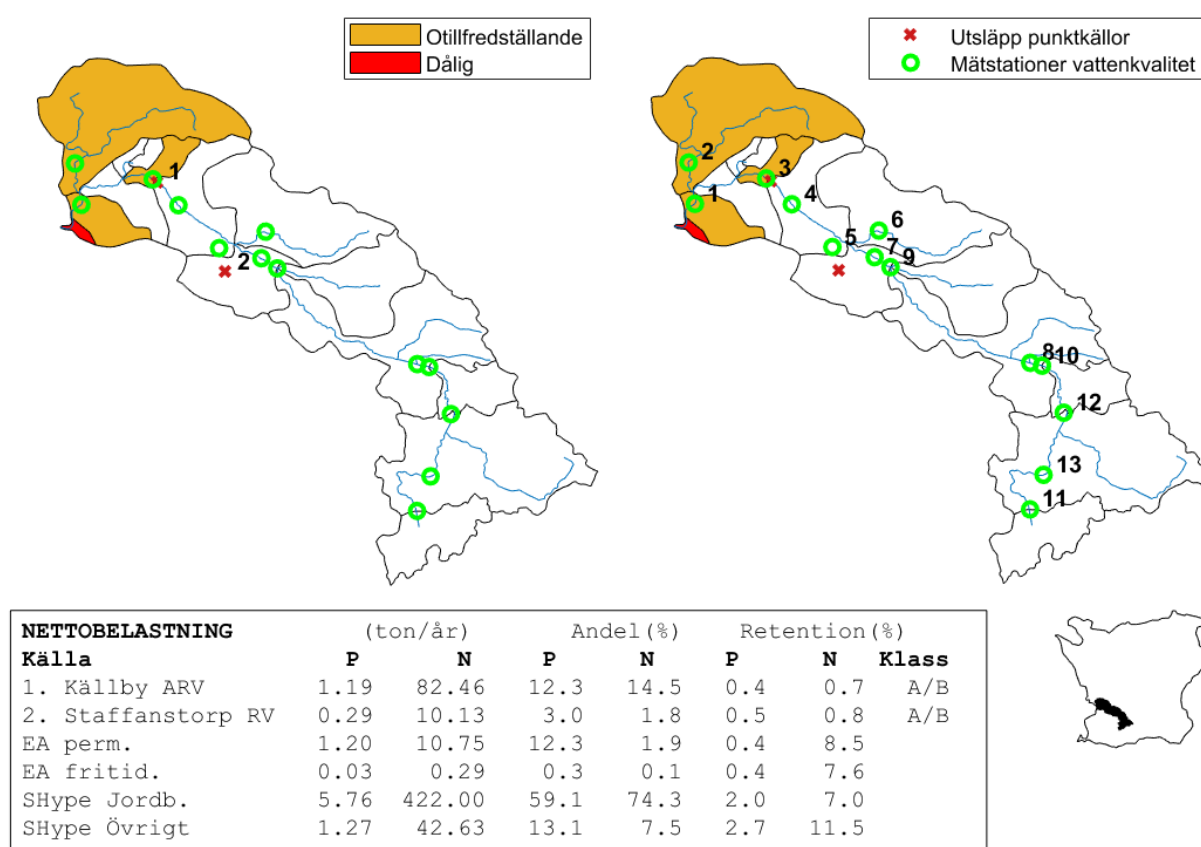 Otillfredställande
Dålig
Utsläpp punktkällor
Mätstationer vattenkvalitet
1
2
2
1
3
4
6
5
7
9
8 10
12
13
11
NETTOBELASTNING (ton/år) Andel(%) Retention(%)
Källa P N P N P N Klass
1. Källby ARV 1.19 82.46 12.3 14.5 0.4 0.7 A/B
2. Staffanstorp RV 0.29 10.13 3.0 1.8 0.5 0.8 A/B
EA perm. 1.20 10.75 12.3 1.9 0.4 8.5
EA fritid. 0.03 0.29 0.3 0.1 0.4 7.6
SHype Jordb. 5.76 422.00 59.1 74.3 2.0 7.0
SHype Övrigt 1.27 42.63 13.1 7.5 2.7 11.5